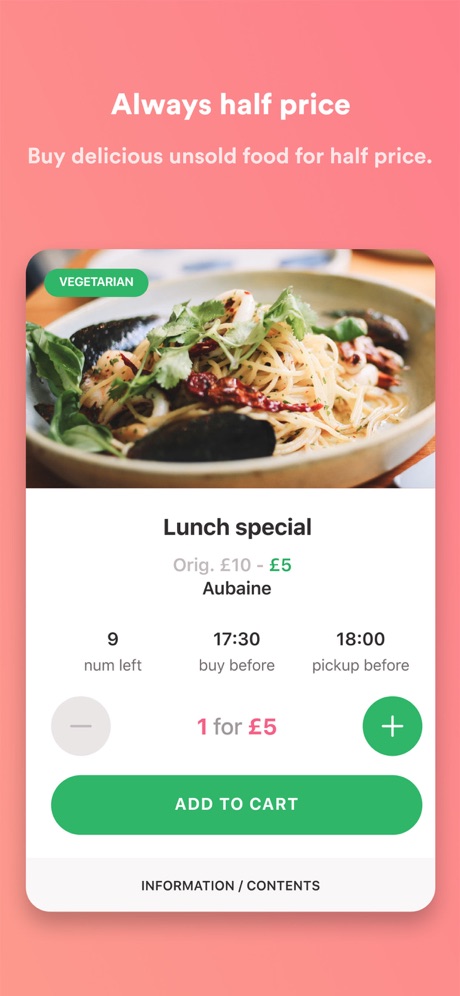 Always half price
Buy delicious unsold food for half price.
VEGETARIAN
Lunch special
Orig. £10 - £5
Aubaine
9 17:30 18:00
num left buy before pickup before
1 for £5
ADD TO CART
INFORMATION / CONTENTS